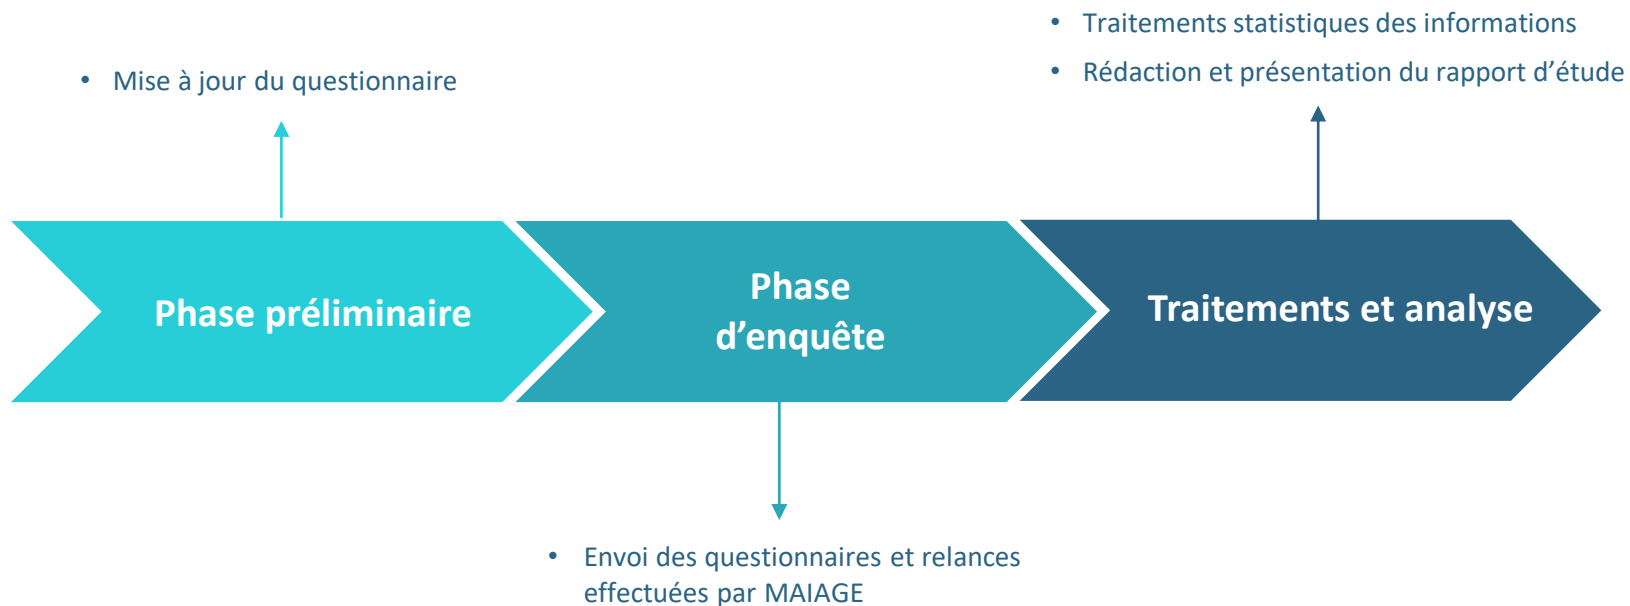 • Traitements statistiques des informations
• Rédaction et présentation du rapport d’étude
• Mise à jour du questionnaire
Phase préliminaire
Phase
d’enquête
Traitements et analyse
• Envoi des questionnaires et relances
effectuées par MAIAGE